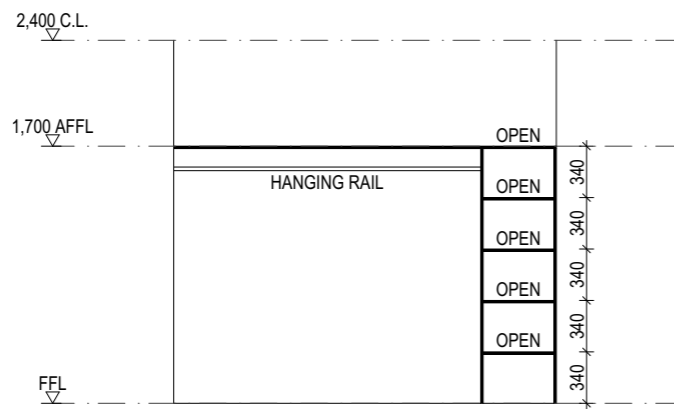 2,400 C.L.
1,700 AFFL
OPEN
HANGING RAIL
OPEN
340
OPEN
340
OPEN
340
OPEN
340
FFL
340